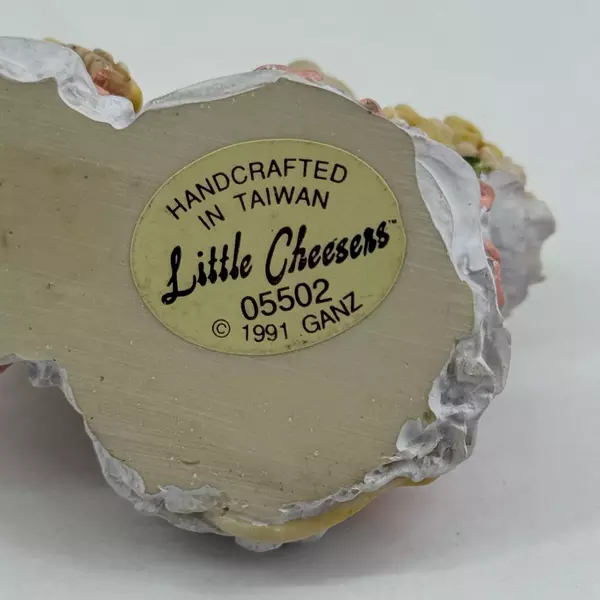 HANDCRAFTED
IN TAIWAN
Little Cheesers™
05502
© 1991 GANZ